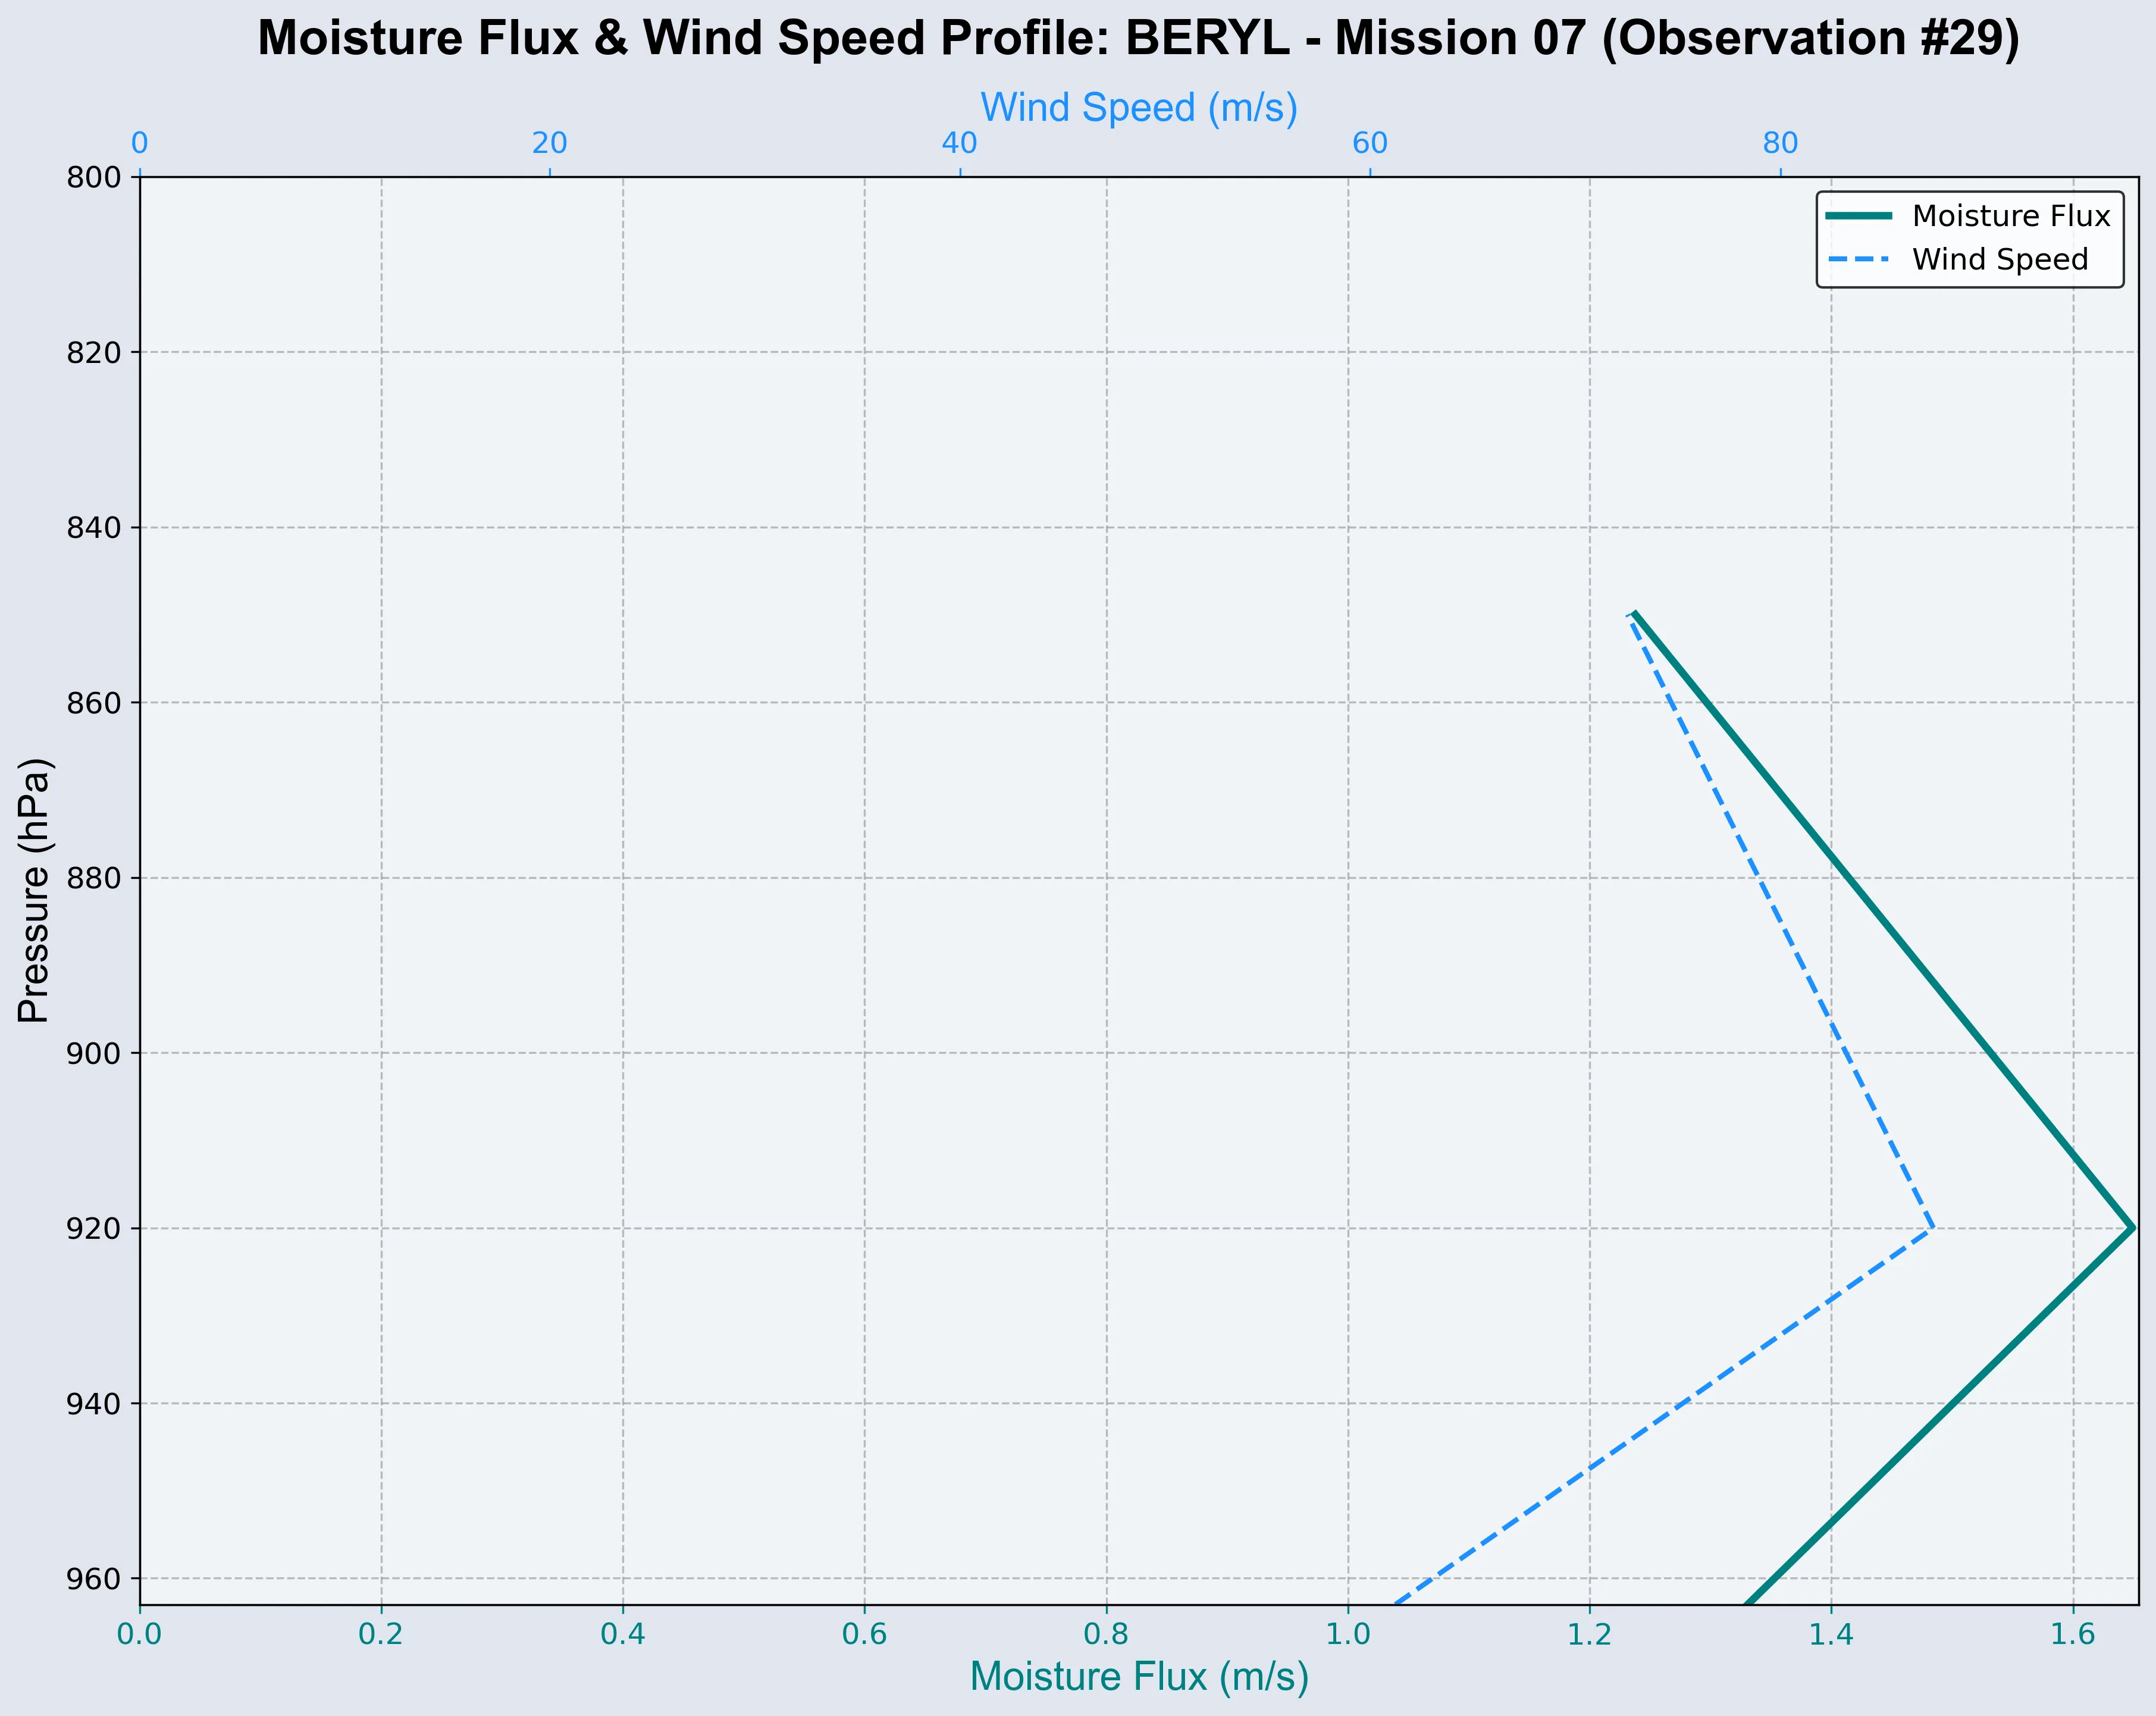 Moisture Flux & Wind Speed Profile: BERYL - Mission 07 (Observation #29)
Wind Speed (m/s)
0 20 40 60 80
Moisture Flux
Wind Speed
Pressure (hPa)
800
820
840
860
880
900
920
940
960
0.0 0.2 0.4 0.6 0.8 1.0 1.2 1.4 1.6
Moisture Flux (m/s)